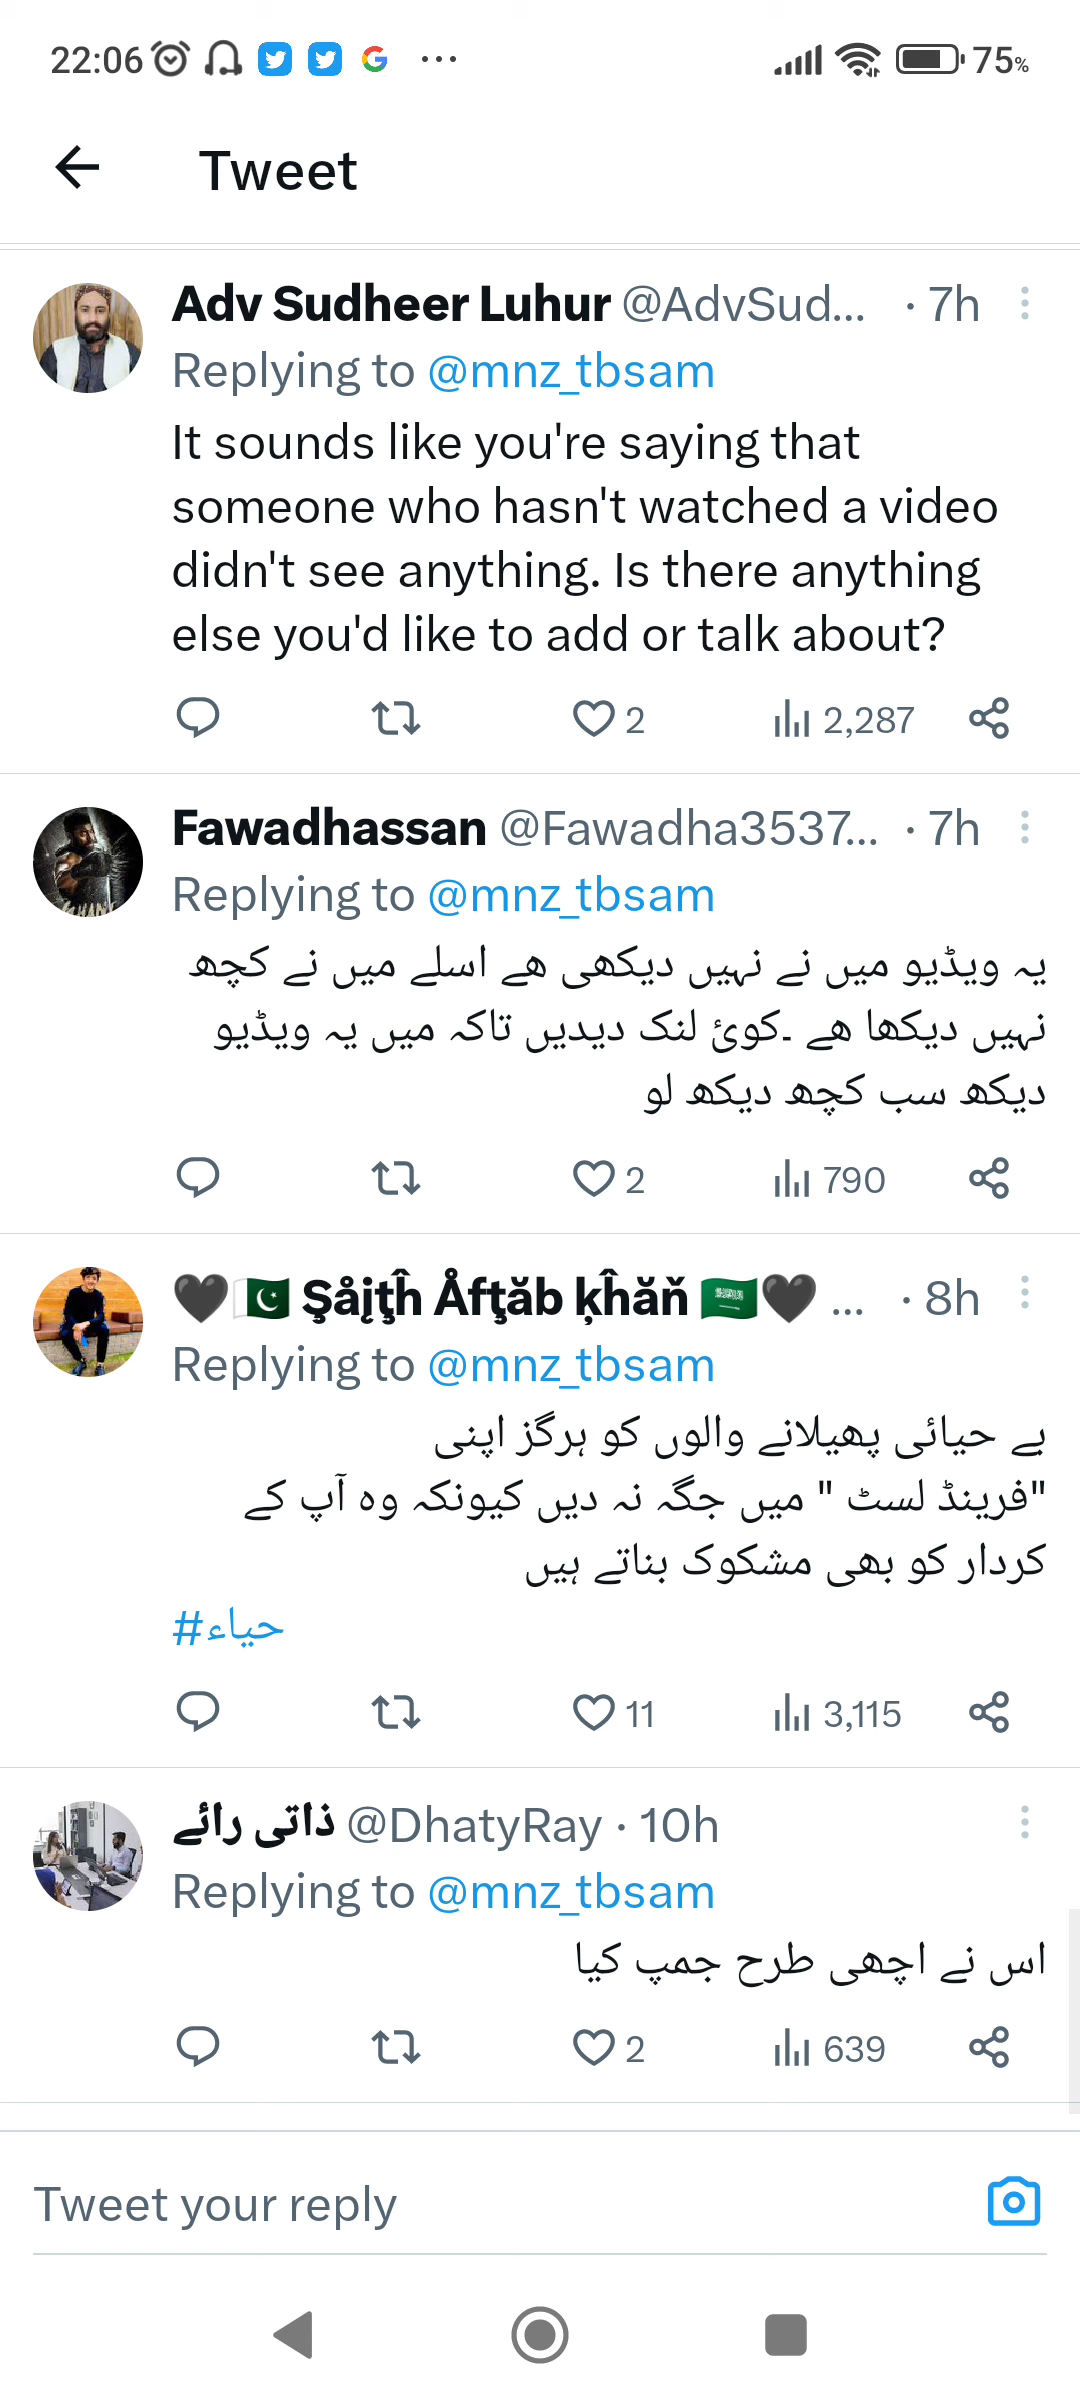 22:06 ... 75%
Tweet
Adv Sudheer Luhur @AdvSud... · 7h
Replying to @mnz_tbsam
It sounds like you're saying that
someone who hasn't watched a video
didn't see anything. Is there anything
else you'd like to add or talk about?
2 2,287
Fawadhassan @Fawadha3537... · 7h
Replying to @mnz_tbsam
یہ ویڈیو میں نے نہیں دیکھی ھے اسلے میں نے کچھ
نہیں دیکھا ھے ۔کوئ لنک دیدیں تاکہ میں یہ ویڈیو
دیکھ سب کچھ دیکھ لو
2 790
🖤🇵🇰 Şåįţĥ Åfţăb ķĥăň 🇸🇦🖤 ... · 8h
Replying to @mnz_tbsam
بے حیائی پھیلانے والوں کو ہرگز اپنی
"فرینڈ لسٹ " میں جگہ نہ دیں کیونکہ وہ آپ کے
کردار کو بھی مشکوک بناتے ہیں
#حیاء
11 3,115
ذاتی رائے @DhatyRay · 10h
Replying to @mnz_tbsam
اس نے اچھی طرح جمپ کیا
2 639
Tweet your reply